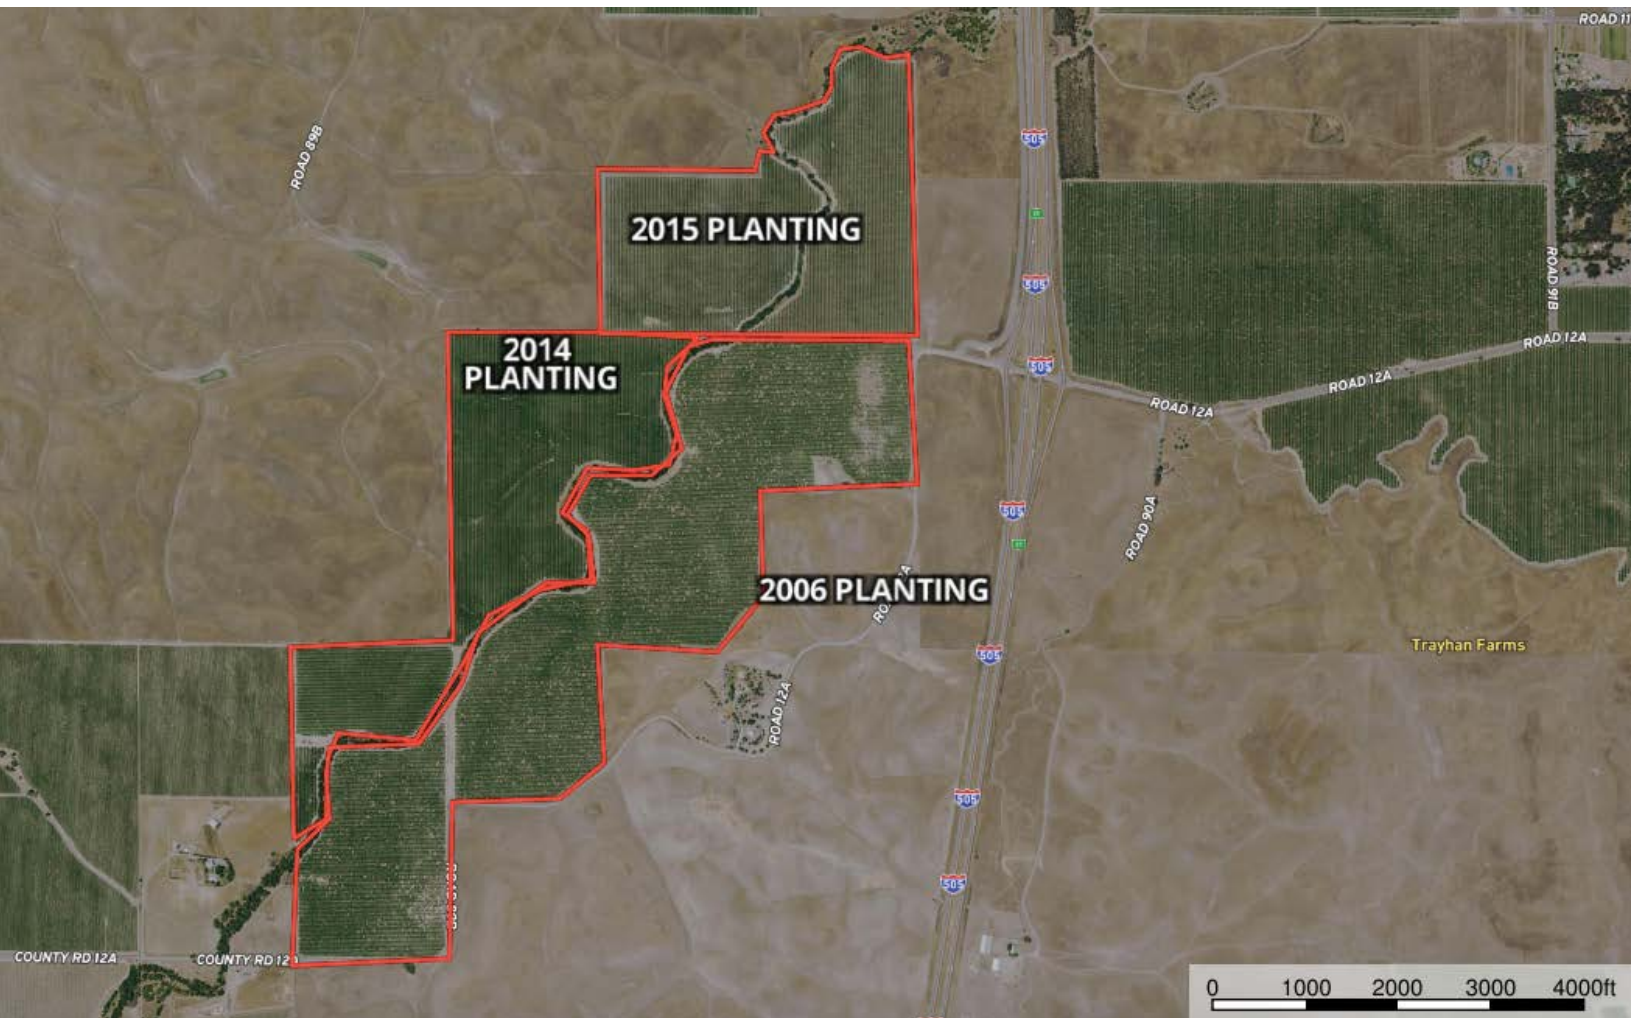 ROAD 11
ROAD 89B
505
2015 PLANTING
505
ROAD 91B
2014
PLANTING
ROAD 12A
505
ROAD 12A
ROAD 12A
505
ROAD 90A
2006 PLANTING
Trayhan Farms
505
ROAD 12A
505
505
COUNTY RD 12A
COUNTY RD 12A
0 1000 2000 3000 4000ft